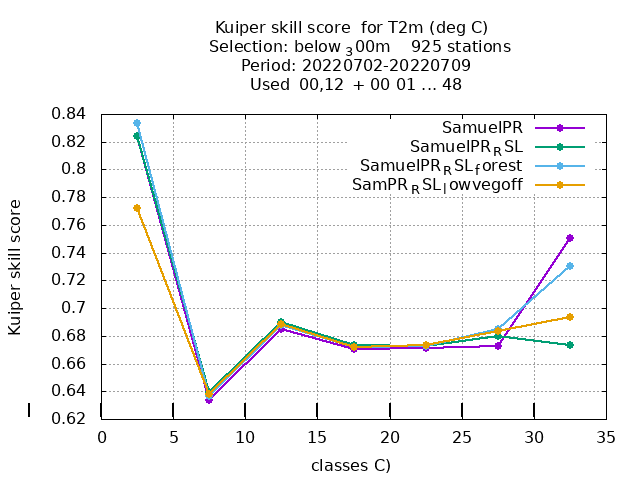 Kuiper skill score  for T2m (deg C)
Selection: below ₃00m    925 stations
Period: 20220702-20220709
Used  00,12  + 00 01 ... 48
SamuelPR
SamuelPR_RSL
SamuelPR_RSL_forest
SamPR_RSL_lowvegoff
Kuiper skill score
0.84
0.82
0.8
0.78
0.76
0.74
0.72
0.7
0.68
0.66
0.64
0.62
0 5 10 15 20 25 30 35
classes C)